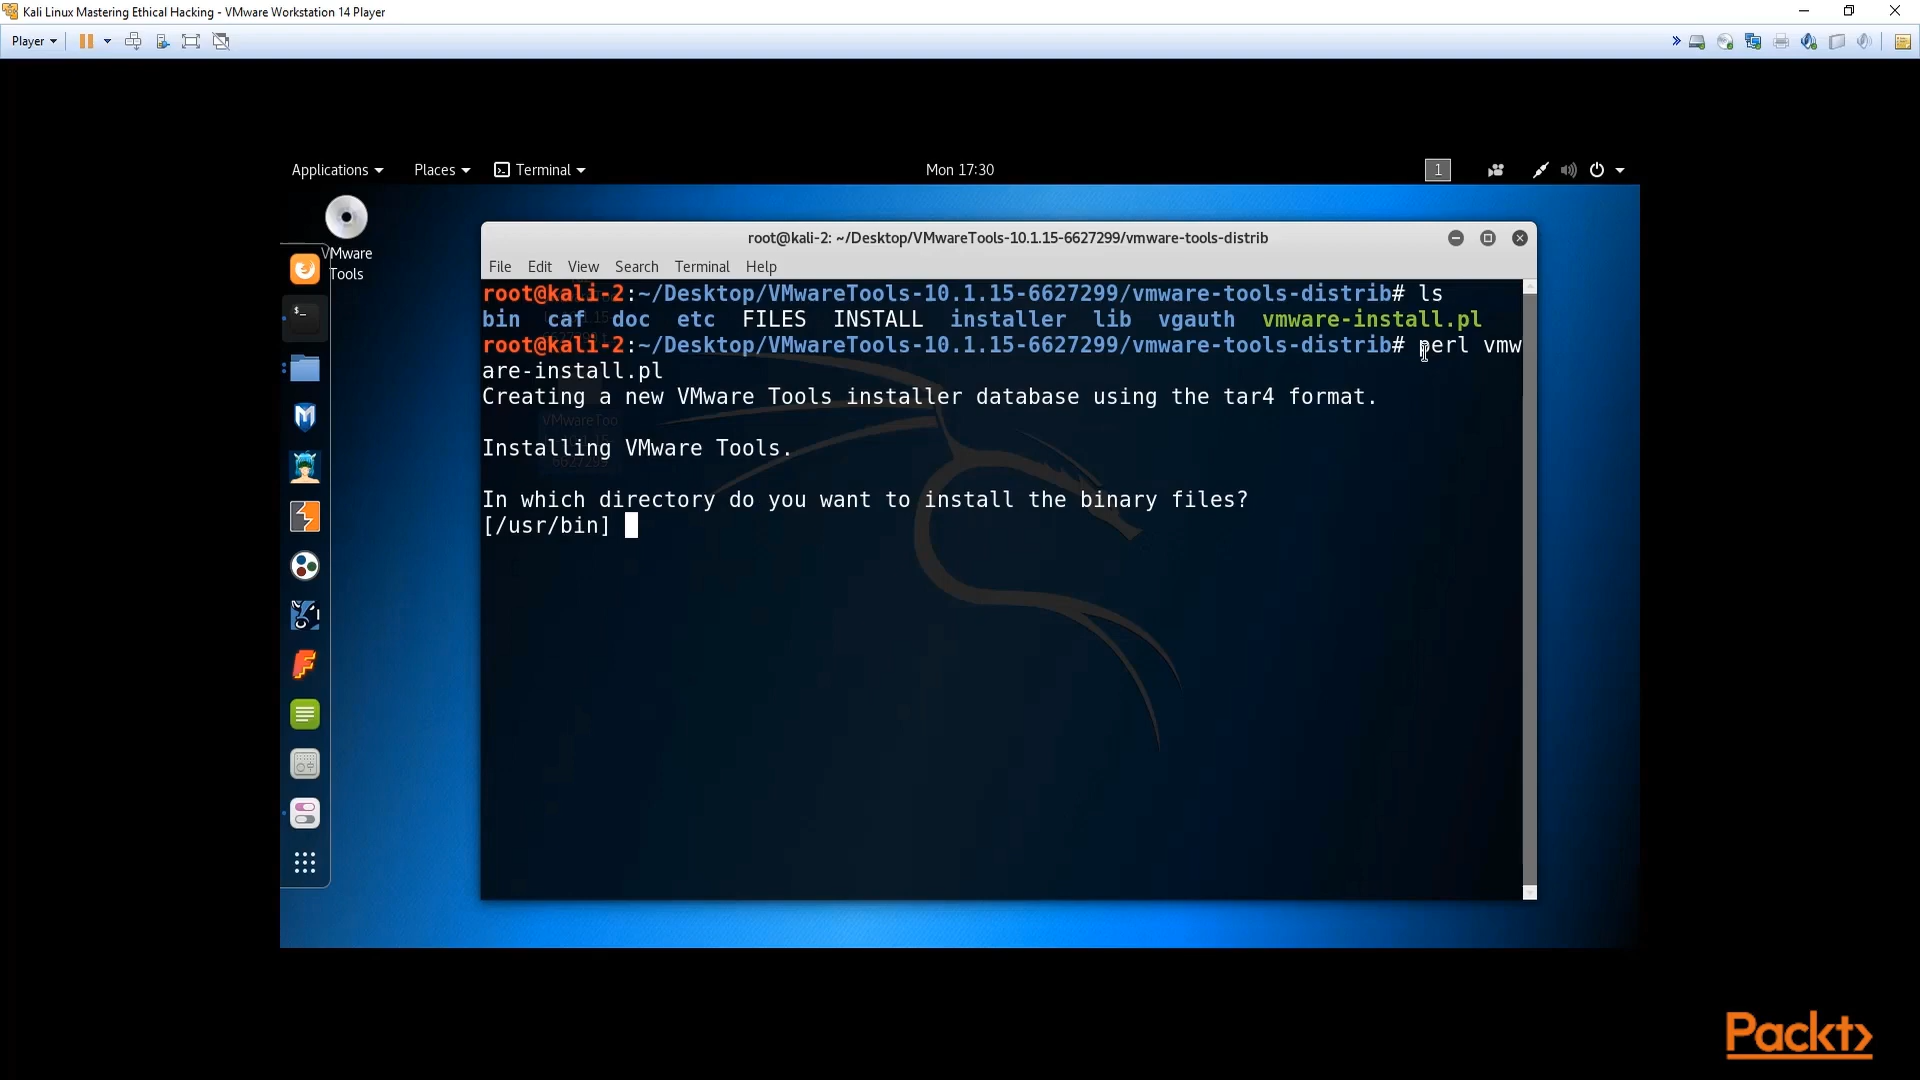 Kali Linux Mastering Ethical Hacking - VMware Workstation 14 Player
Player
Applications Places Terminal Mon 17:30 1
VMware
Tools
root@kali-2: ~/Desktop/VMwareTools-10.1.15-6627299/vmware-tools-distrib
File Edit View Search Terminal Help
root@kali-2:~/Desktop/VMwareTools-10.1.15-6627299/vmware-tools-distrib# ls
bin caf doc etc FILES INSTALL installer lib vgauth vmware-install.pl
root@kali-2:~/Desktop/VMwareTools-10.1.15-6627299/vmware-tools-distrib# perl vmw
are-install.pl
Creating a new VMware Tools installer database using the tar4 format.
Installing VMware Tools.
In which directory do you want to install the binary files?
[/usr/bin]
Packt>